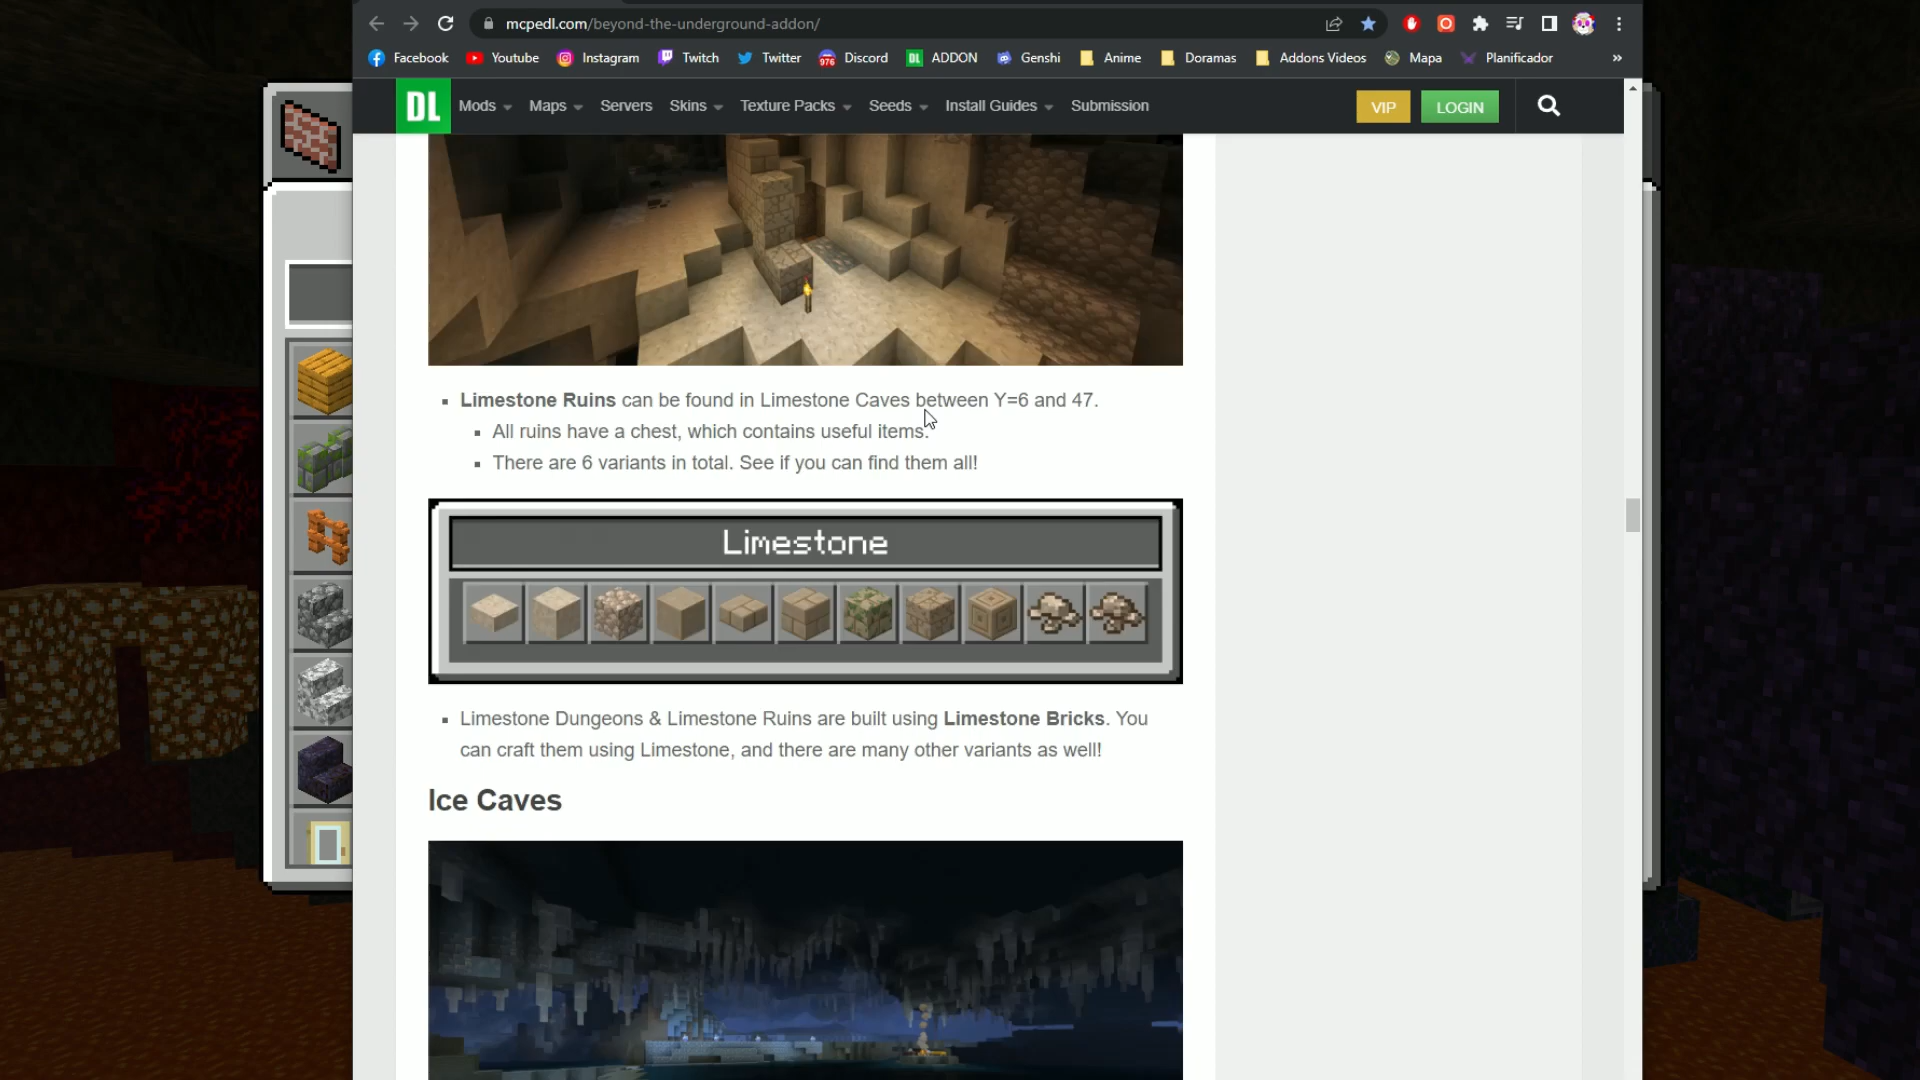 mcpedl.com/beyond-the-underground-addon/
Facebook Youtube Instagram Twitch Twitter 976 Discord DL ADDON Genshi Anime Doramas Addons Videos Mapa Planificador »
DL Mods Maps Servers Skins Texture Packs Seeds Install Guides Submission VIP LOGIN
Limestone Ruins can be found in Limestone Caves between Y=6 and 47.
All ruins have a chest, which contains useful items.
There are 6 variants in total. See if you can find them all!
Limestone
Limestone Dungeons & Limestone Ruins are built using Limestone Bricks. You
can craft them using Limestone, and there are many other variants as well!
Ice Caves